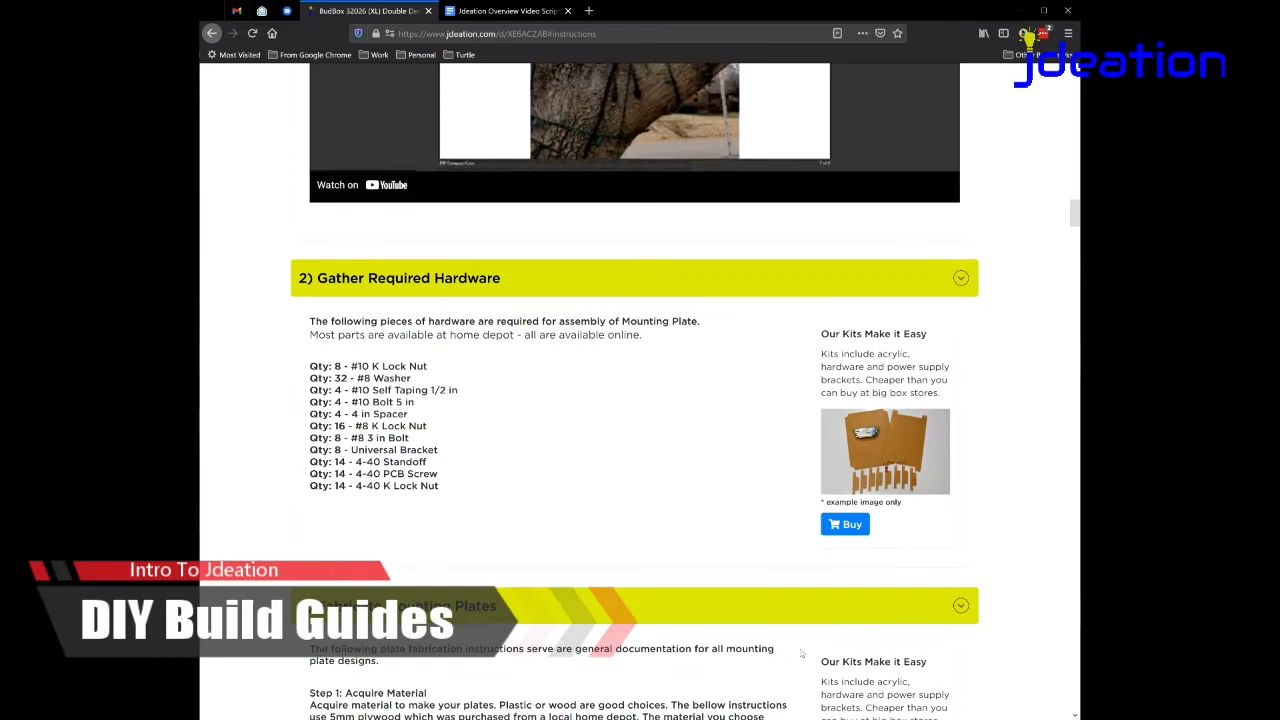 BudBox 32026 (XL) Double De
Jdeation Overview Video Script
https://www.jdeation.com/d/XE6ACZAB#instructions
2
Most Visited
From Google Chrome
Work
Personal
Turtle
jdeation
Watch on YouTube
2) Gather Required Hardware
The following pieces of hardware are required for assembly of Mounting Plate.
Most parts are available at home depot - all are available online.
Qty: 8 - #10 K Lock Nut
Qty: 32 - #8 Washer
Qty: 4 - #10 Self Taping 1/2 in
Qty: 4 - #10 Bolt 5 in
Qty: 4 - 4 in Spacer
Qty: 16 - #8 K Lock Nut
Qty: 8 - #8 3 in Bolt
Qty: 8 - Universal Bracket
Qty: 14 - 4-40 Standoff
Qty: 14 - 4-40 PCB Screw
Qty: 14 - 4-40 K Lock Nut
Our Kits Make it Easy
Kits include acrylic,
hardware and power supply
brackets. Cheaper than you
can buy at big box stores.
* example image only
Buy
Intro To Jdeation
DIY Build Guides
Mounting Plates
The following plate fabrication instructions serve are general documentation for all mounting
plate designs.
Step 1: Acquire Material
Acquire material to make your plates. Plastic or wood are good choices. The bellow instructions
use 5mm plywood which was purchased from a local home depot. The material you choose
Our Kits Make it Easy
Kits include acrylic,
hardware and power supply
brackets. Cheaper than you